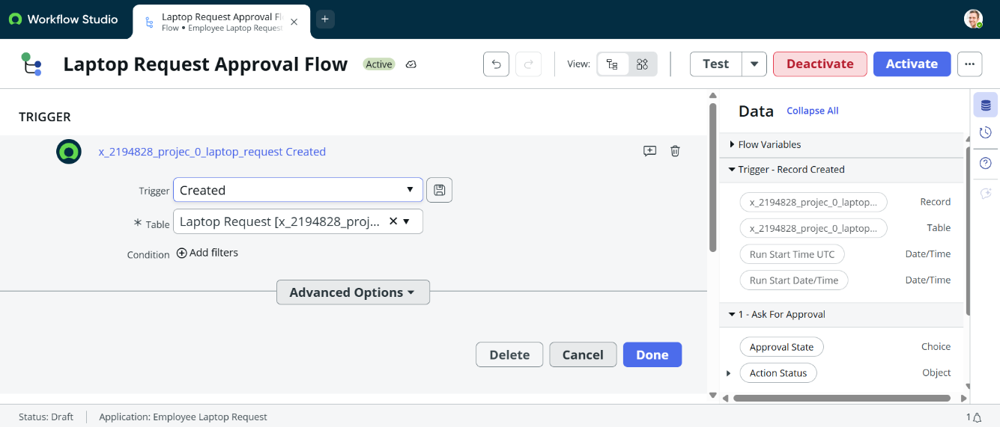 Workflow Studio
Laptop Request Approval Fl
Flow • Employee Laptop Request
Laptop Request Approval Flow
Active
View:
Test
Deactivate
Activate
TRIGGER
x_2194828_projec_0_laptop_request Created
Trigger
Created
* Table
Laptop Request [x_2194828_proj...
Condition
Add filters
Advanced Options
Delete
Cancel
Done
Data
Collapse All
Flow Variables
Trigger - Record Created
x_2194828_projec_0_laptop... Record
x_2194828_projec_0_laptop... Table
Run Start Time UTC Date/Time
Run Start Date/Time Date/Time
1 - Ask For Approval
Approval State Choice
Action Status Object
Status: Draft
Application: Employee Laptop Request
1